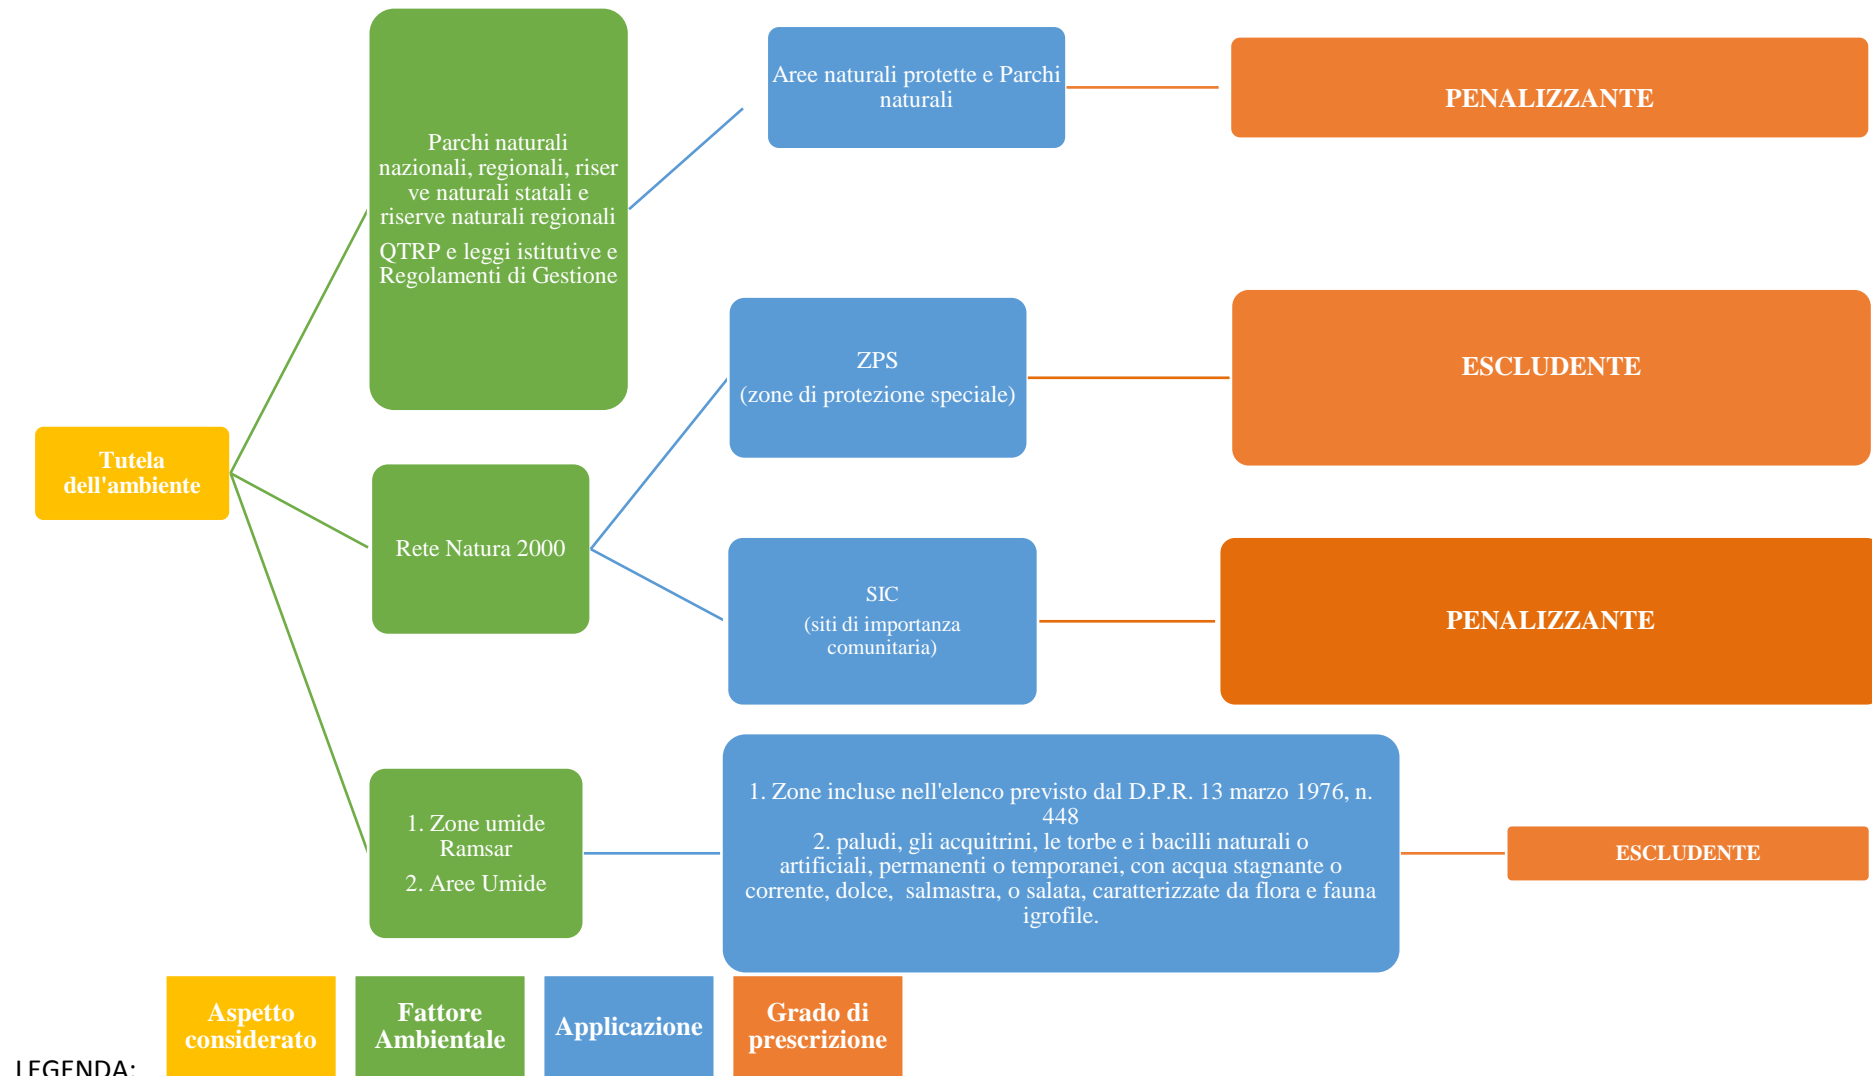 Tutela
dell'ambiente
Parchi naturali
nazionali, regionali, riser
ve naturali statali e
riserve naturali regionali
QTRP e leggi istitutive e
Regolamenti di Gestione
Aree naturali protette e Parchi
naturali
PENALIZZANTE
Rete Natura 2000
ZPS
(zone di protezione speciale)
ESCLUDENTE
SIC
(siti di importanza
comunitaria)
PENALIZZANTE
1. Zone umide
Ramsar
2. Aree Umide
1. Zone incluse nell'elenco previsto dal D.P.R. 13 marzo 1976, n.
448
2. paludi, gli acquitrini, le torbe e i bacilli naturali o
artificiali, permanenti o temporanei, con acqua stagnante o
corrente, dolce, salmastra, o salata, caratterizzate da flora e fauna
igrofile.
ESCLUDENTE
LEGENDA:
Aspetto
considerato
Fattore
Ambientale
Applicazione
Grado di
prescrizione